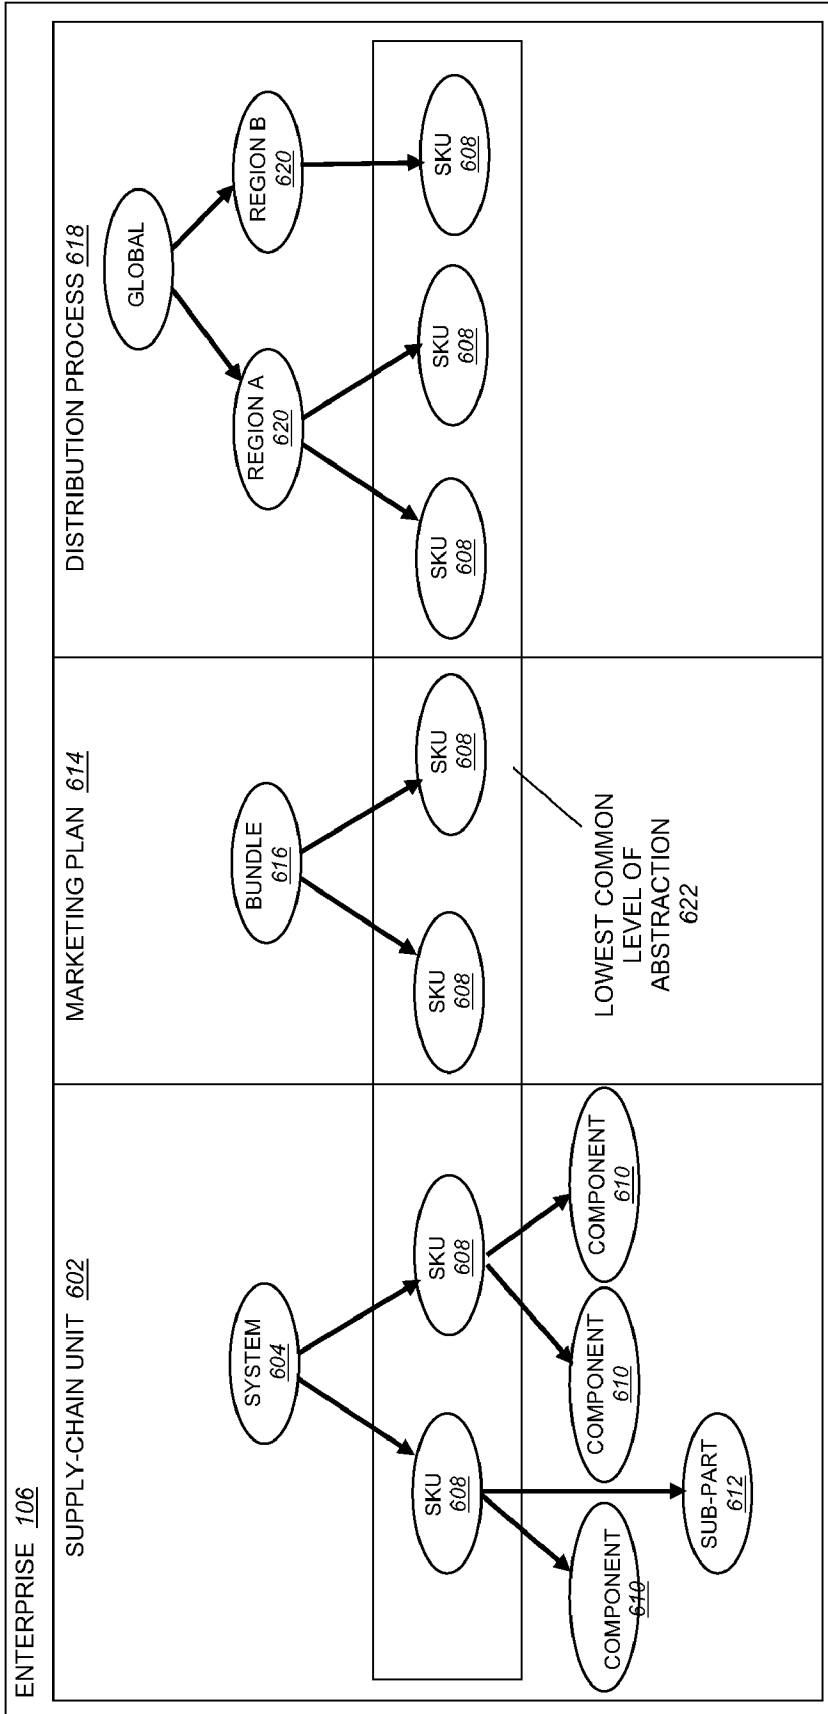 ENTERPRISE 106
SUPPLY-CHAIN UNIT 602
SYSTEM
604
SKU
608
SKU
608
COMPONENT
610
COMPONENT
610
COMPONENT
610
SUB-PART
612
MARKETING PLAN 614
BUNDLE
616
SKU
608
SKU
608
LOWEST COMMON
LEVEL OF
ABSTRACTION
622
DISTRIBUTION PROCESS 618
GLOBAL
REGION A
620
REGION B
620
SKU
608
SKU
608
SKU
608